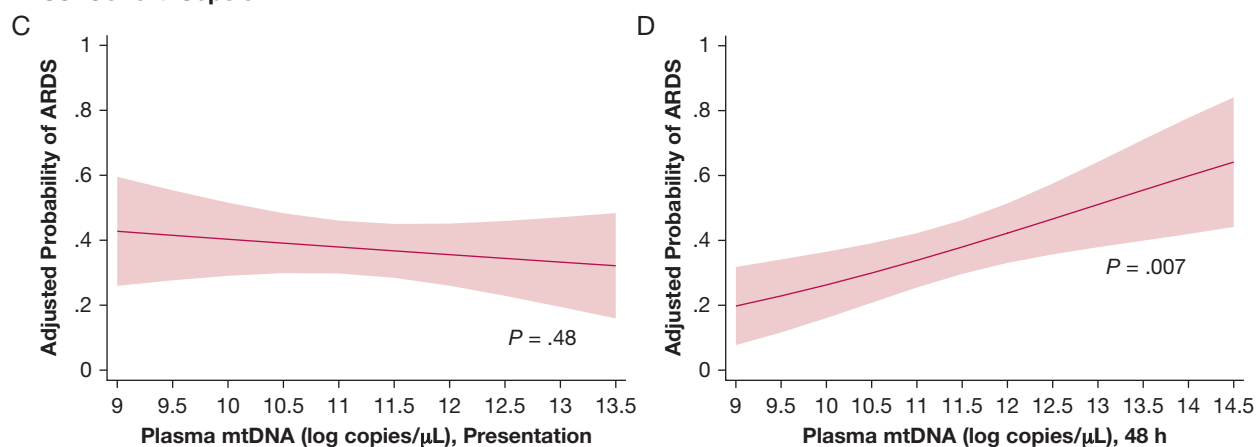 C
Adjusted Probability of ARDS
1
.8
.6
.4
.2
0
P = .48
9 9.5 10 10.5 11 11.5 12 12.5 13 13.5
Plasma mtDNA (log copies/μL), Presentation
D
Adjusted Probability of ARDS
1
.8
.6
.4
.2
0
P = .007
9 9.5 10 10.5 11 11.5 12 12.5 13 13.5 14 14.5
Plasma mtDNA (log copies/μL), 48 h